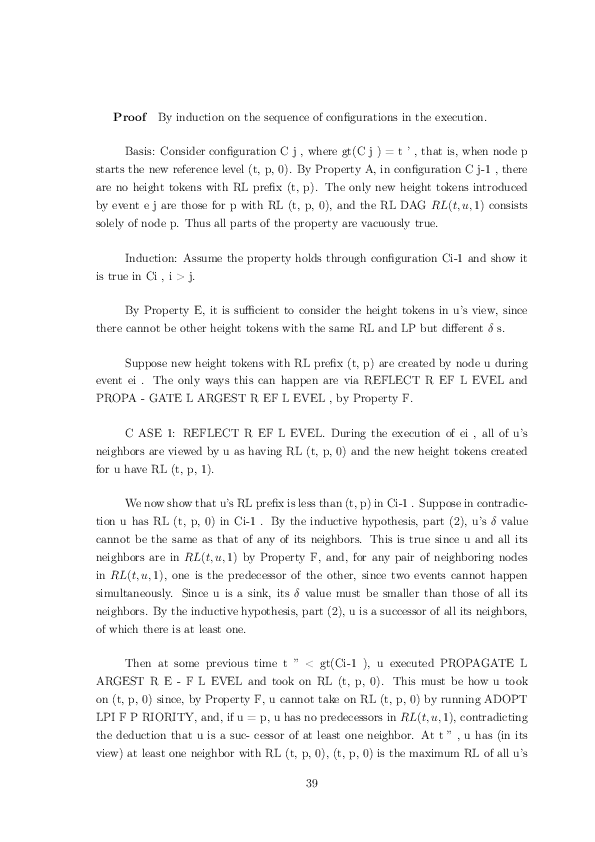 Proof By induction on the sequence of configurations in the execution.
Basis: Consider configuration C j , where gt(C j ) = t ’ , that is, when node p
starts the new reference level (t, p, 0). By Property A, in configuration C j-1 , there
are no height tokens with RL prefix (t, p). The only new height tokens introduced
by event e j are those for p with RL (t, p, 0), and the RL DAG RL(t, u, 1) consists
solely of node p. Thus all parts of the property are vacuously true.
Induction: Assume the property holds through configuration Ci-1 and show it
is true in Ci , i > j.
By Property E, it is sufficient to consider the height tokens in u’s view, since
there cannot be other height tokens with the same RL and LP but different δ s.
Suppose new height tokens with RL prefix (t, p) are created by node u during
event ei . The only ways this can happen are via REFLECT R EF L EVEL and
PROPA - GATE L ARGEST R EF L EVEL , by Property F.
C ASE 1: REFLECT R EF L EVEL. During the execution of ei , all of u’s
neighbors are viewed by u as having RL (t, p, 0) and the new height tokens created
for u have RL (t, p, 1).
We now show that u’s RL prefix is less than (t, p) in Ci-1 . Suppose in contradic-
tion u has RL (t, p, 0) in Ci-1 . By the inductive hypothesis, part (2), u’s δ value
cannot be the same as that of any of its neighbors. This is true since u and all its
neighbors are in RL(t, u, 1) by Property F, and, for any pair of neighboring nodes
in RL(t, u, 1), one is the predecessor of the other, since two events cannot happen
simultaneously. Since u is a sink, its δ value must be smaller than those of all its
neighbors. By the inductive hypothesis, part (2), u is a successor of all its neighbors,
of which there is at least one.
Then at some previous time t ” < gt(Ci-1 ), u executed PROPAGATE L
ARGEST R E - F L EVEL and took on RL (t, p, 0). This must be how u took
on (t, p, 0) since, by Property F, u cannot take on RL (t, p, 0) by running ADOPT
LPI F P RIORITY, and, if u = p, u has no predecessors in RL(t, u, 1), contradicting
the deduction that u is a suc- cessor of at least one neighbor. At t ” , u has (in its
view) at least one neighbor with RL (t, p, 0), (t, p, 0) is the maximum RL of all u’s
39